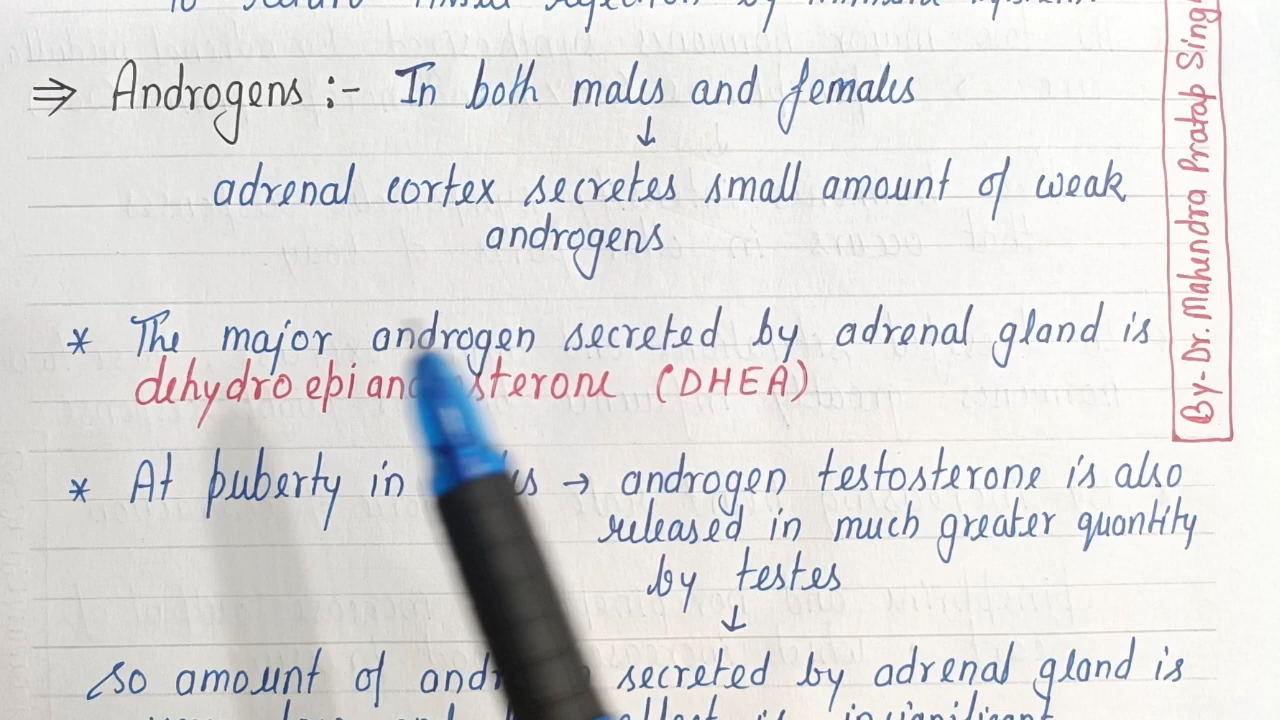 ⇒ Androgens :- In both males and females
↓
adrenal cortex secretes small amount of weak
androgens
* The major androgen secreted by adrenal gland is
(DHEA)
* At puberty in → androgen testosterone is also
released in much greater quantity
by testes
↓
so amount of secreted by adrenal gland is
By-Dr. Mahendra Pratap